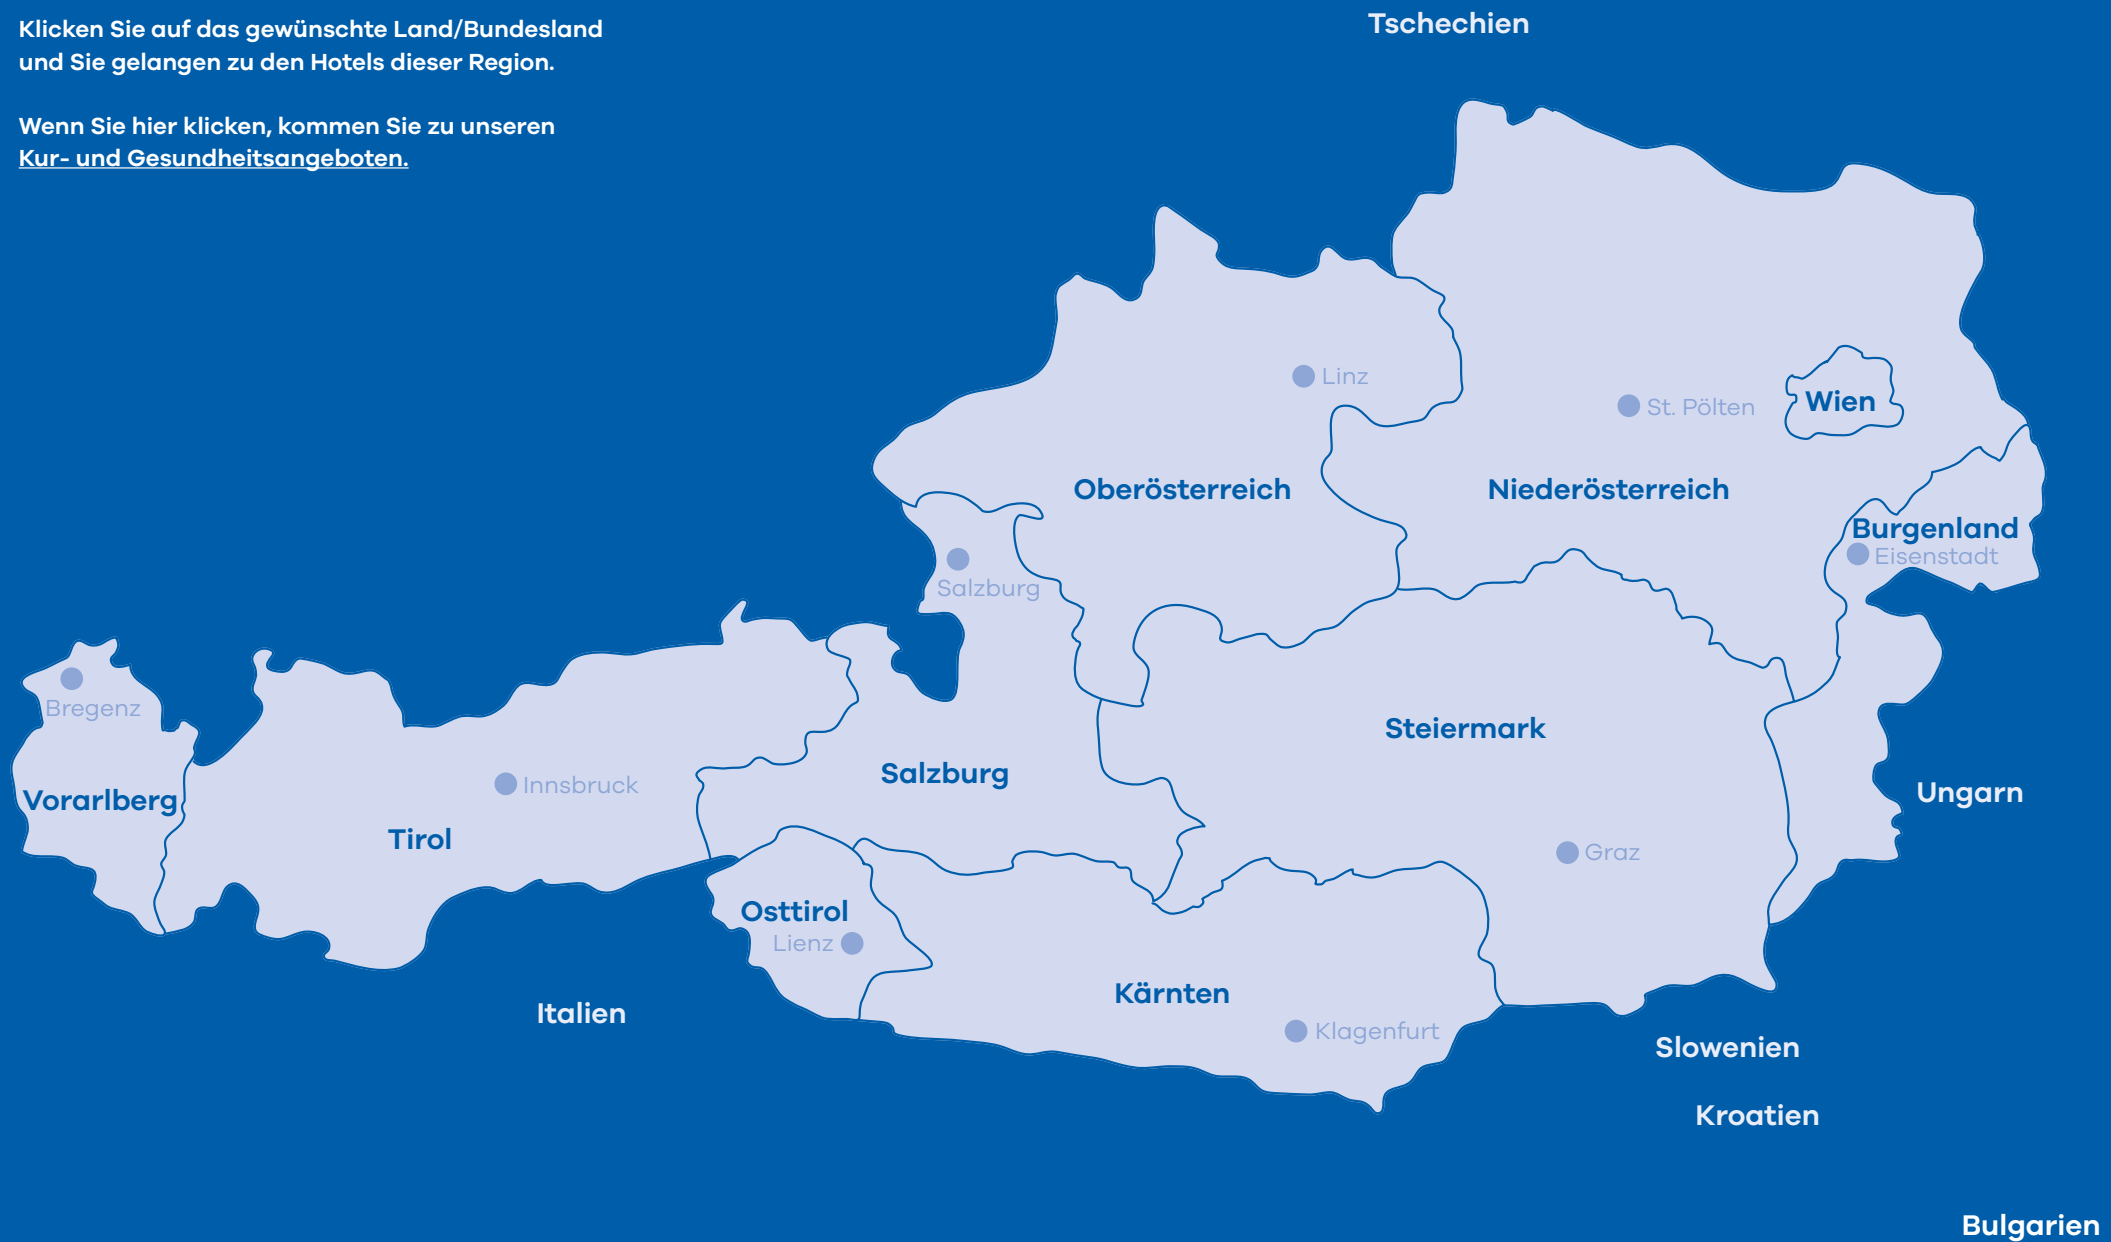 Klicken Sie auf das gewünschte Land/Bundesland
und Sie gelangen zu den Hotels dieser Region.
Wenn Sie hier klicken, kommen Sie zu unseren
Kur- und Gesundheitsangeboten.
Tschechien
Linz
St. Pölten
Wien
Oberösterreich
Niederösterreich
Burgenland
Eisenstadt
Salzburg
Bregenz
Steiermark
Salzburg
Innsbruck
Ungarn
Vorarlberg
Tirol
Graz
Osttirol
Lienz
Kärnten
Italien
Klagenfurt
Slowenien
Kroatien
Bulgarien